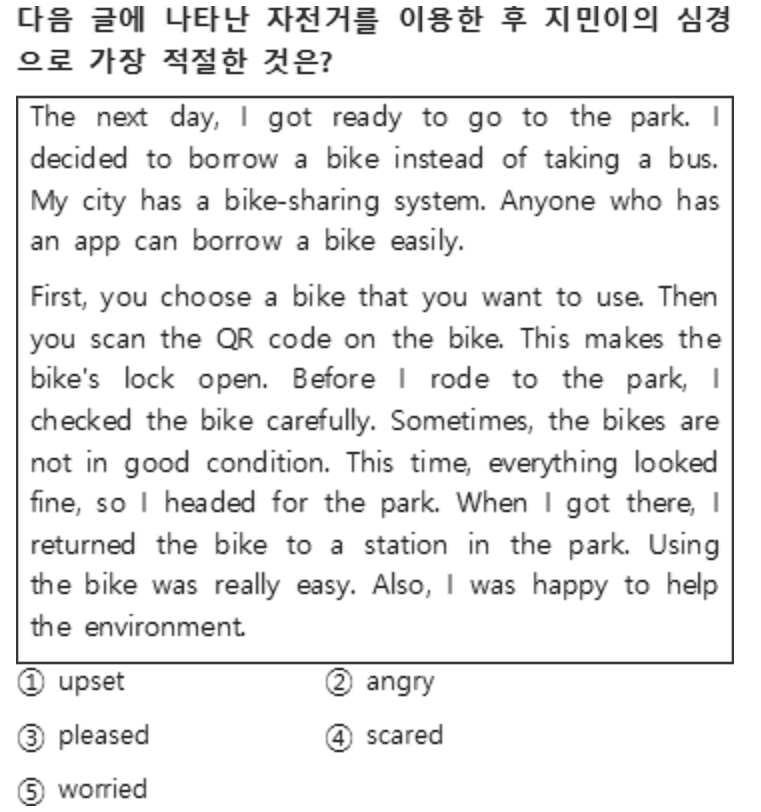 다음 글에 나타난 자전거를 이용한 후 지민이의 심경
으로 가장 적절한 것은?
The next day, I got ready to go to the park. I
decided to borrow a bike instead of taking a bus.
My city has a bike-sharing system. Anyone who has
an app can borrow a bike easily.
First, you choose a bike that you want to use. Then
you scan the QR code on the bike. This makes the
bike's lock open. Before I rode to the park, I
checked the bike carefully. Sometimes, the bikes are
not in good condition. This time, everything looked
fine, so I headed for the park. When I got there, I
returned the bike to a station in the park. Using
the bike was really easy. Also, I was happy to help
the environment.
① upset ② angry
③ pleased ④ scared
⑤ worried